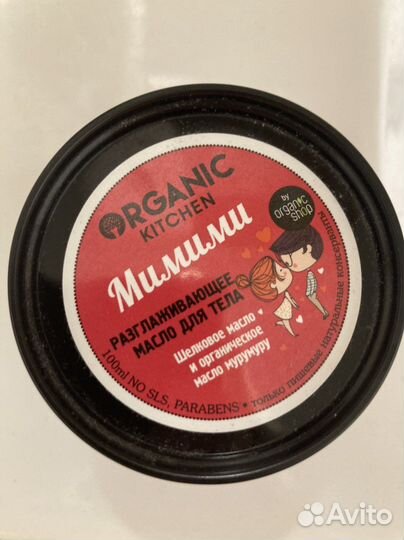 ORGANIC
KITCHEN
by
organic
shop
Мимими
РАЗГЛАЖИВАЮЩЕЕ
МАСЛО ДЛЯ ТЕЛА
Шелковое масло
и органическое
масло мурумуру
100ml NO SLS, PARABENS • только пищевые натуральные консерванты
Avito